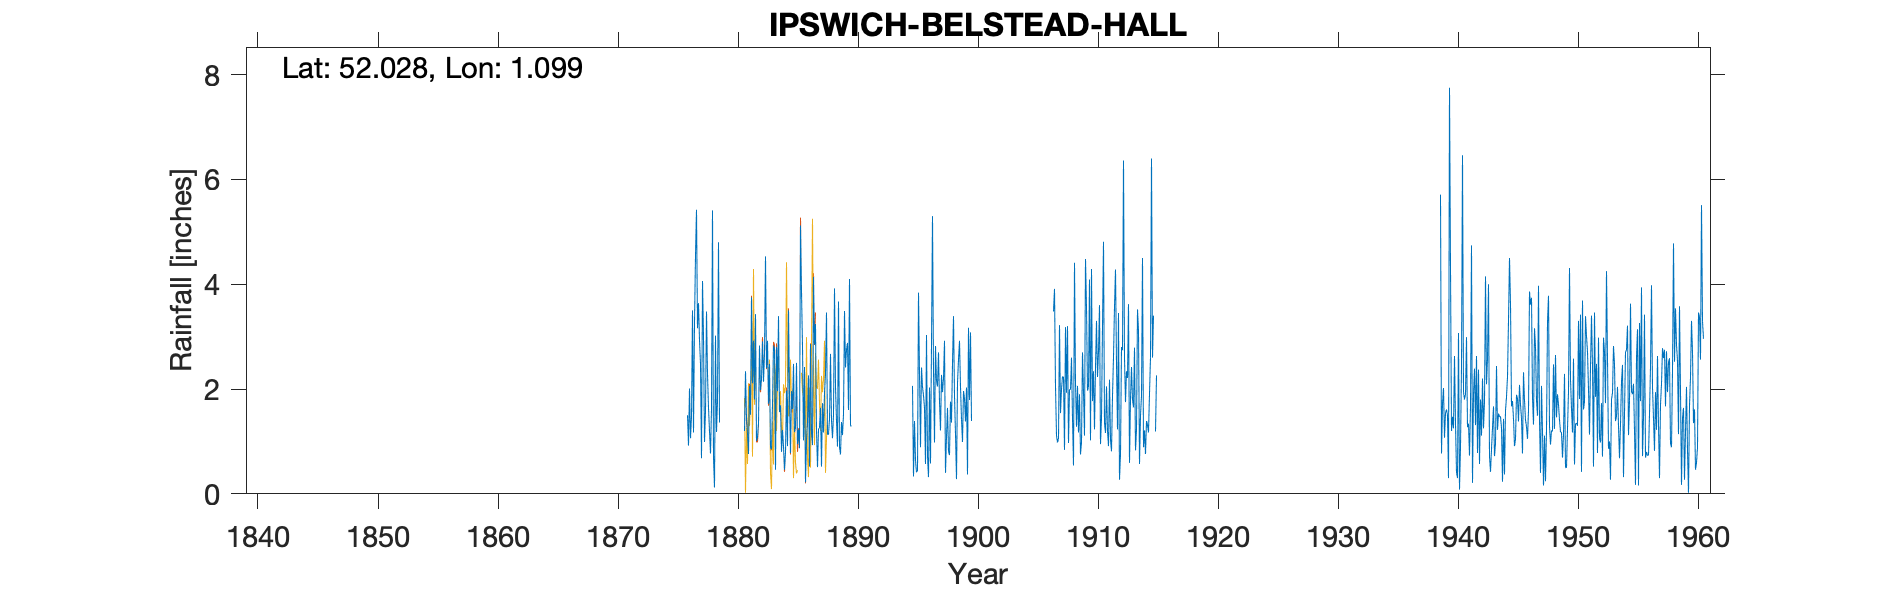 IPSWICH-BELSTEAD-HALL
Lat: 52.028, Lon: 1.099
Rainfall [inches]
8
6
4
2
0
1840 1850 1860 1870 1880 1890 1900 1910 1920 1930 1940 1950 1960
Year